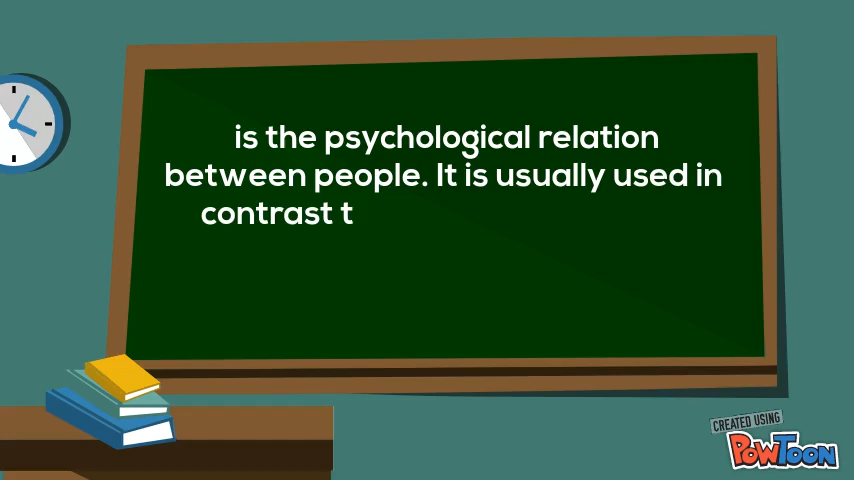 is the psychological relation
between people. It is usually used in
contrast t
CREATED USING
POWTOON